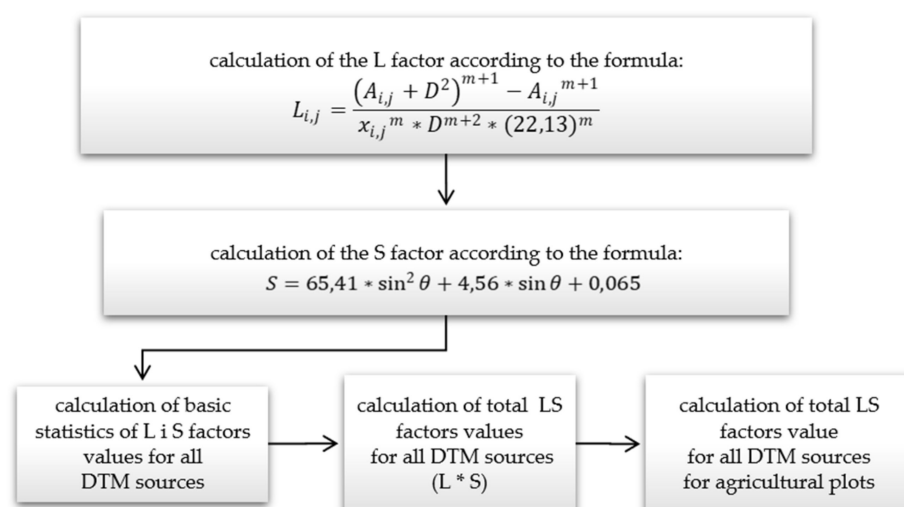 calculation of the L factor according to the formula:
L_{i,j} = \frac{(A_{i,j} + D^2)^{m+1} - A_{i,j}^{m+1}}{x_{i,j}^m * D^{m+2} * (22,13)^m}
calculation of the S factor according to the formula:
S = 65,41 * sin² θ + 4,56 * sin θ + 0,065
calculation of basic
statistics of L i S factors
values for all
DTM sources
calculation of total LS
factors values
for all DTM sources
(L * S)
calculation of total LS
factors value
for all DTM sources
for agricultural plots